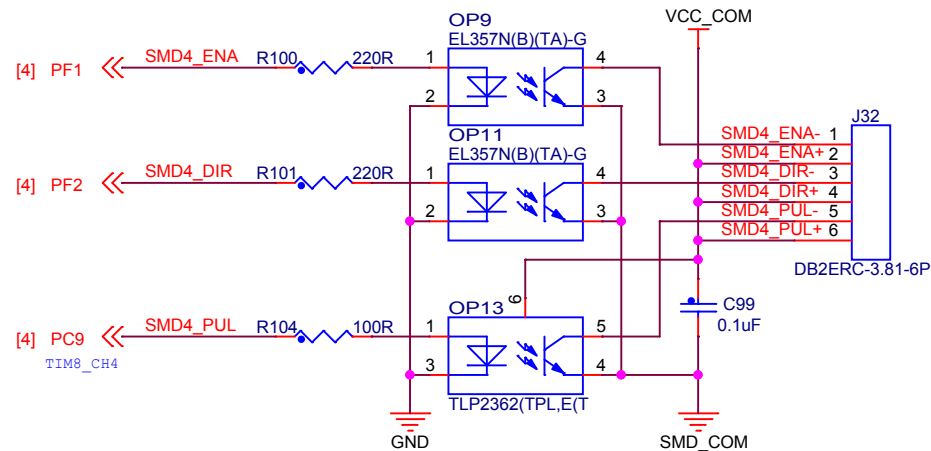 OP9
EL357N(B)(TA)-G
VCC_COM
[4] PF1 SMD4_ENA R100 220R 1 4
2 3
J32
OP11
EL357N(B)(TA)-G
SMD4_ENA- 1
SMD4_ENA+ 2
SMD4_DIR- 3
SMD4_DIR+ 4
SMD4_PUL- 5
SMD4_PUL+ 6
DB2ERC-3.81-6P
[4] PF2 SMD4_DIR R101 220R 1 4
2 3
6
OP13
C99
0.1uF
[4] PC9 SMD4_PUL R104 100R 1 5
TIM8_CH4
3 4
TLP2362(TPL,E(T
GND
SMD_COM